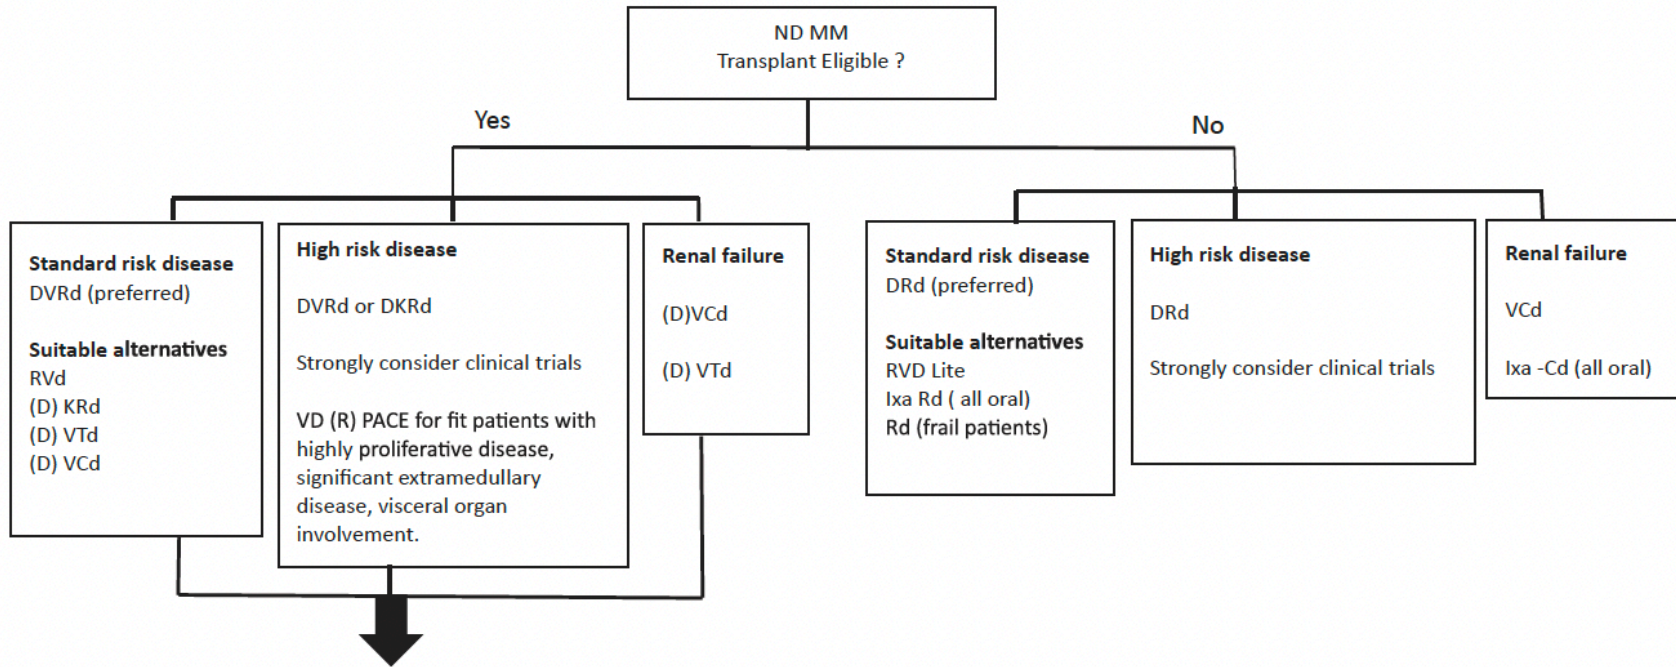 ND MM
Transplant Eligible ?
Yes
No
Standard risk disease
DVRd (preferred)
Suitable alternatives
RVd
(D) KRd
(D) VTd
(D) VCd
High risk disease
DVRd or DKRd
Strongly consider clinical trials
VD (R) PACE for fit patients with
highly proliferative disease,
significant extramedullary
disease, visceral organ
involvement.
Renal failure
(D)VCd
(D) VTd
Standard risk disease
DRd (preferred)
Suitable alternatives
RVD Lite
Ixa Rd ( all oral)
Rd (frail patients)
High risk disease
DRd
Strongly consider clinical trials
Renal failure
VCd
Ixa -Cd (all oral)